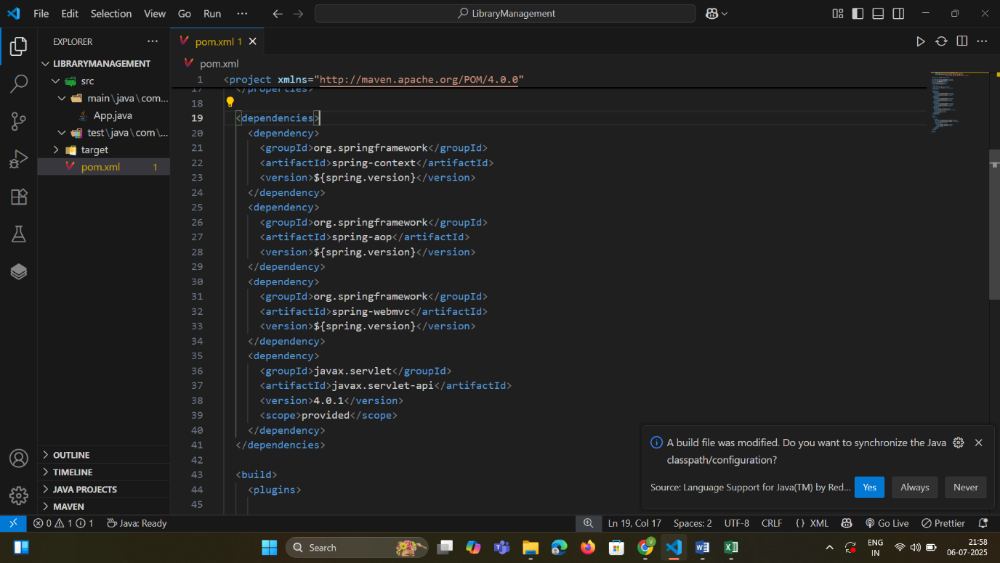 File Edit Selection View Go Run ··· LibraryManagement
EXPLORER ···
LIBRARYMANAGEMENT
src
main\java\com...
App.java
test\java\com\...
target
pom.xml 1
OUTLINE
TIMELINE
JAVA PROJECTS
MAVEN
pom.xml 1
pom.xml
1 <project xmlns="http://maven.apache.org/POM/4.0.0"
17 </properties>
18
19 <dependencies>
20 <dependency>
21 <groupId>org.springframework</groupId>
22 <artifactId>spring-context</artifactId>
23 <version>${spring.version}</version>
24 </dependency>
25 <dependency>
26 <groupId>org.springframework</groupId>
27 <artifactId>spring-aop</artifactId>
28 <version>${spring.version}</version>
29 </dependency>
30 <dependency>
31 <groupId>org.springframework</groupId>
32 <artifactId>spring-webmvc</artifactId>
33 <version>${spring.version}</version>
34 </dependency>
35 <dependency>
36 <groupId>javax.servlet</groupId>
37 <artifactId>javax.servlet-api</artifactId>
38 <version>4.0.1</version>
39 <scope>provided</scope>
40 </dependency>
41 </dependencies>
42
43 <build>
44 <plugins>
45
A build file was modified. Do you want to synchronize the Java
classpath/configuration?
Source: Language Support for Java(TM) by Red... Yes Always Never
0 1 1 Java: Ready Ln 19, Col 17 Spaces: 2 UTF-8 CRLF {} XML Go Live Prettier
Search
ENG
IN
21:58
06-07-2025